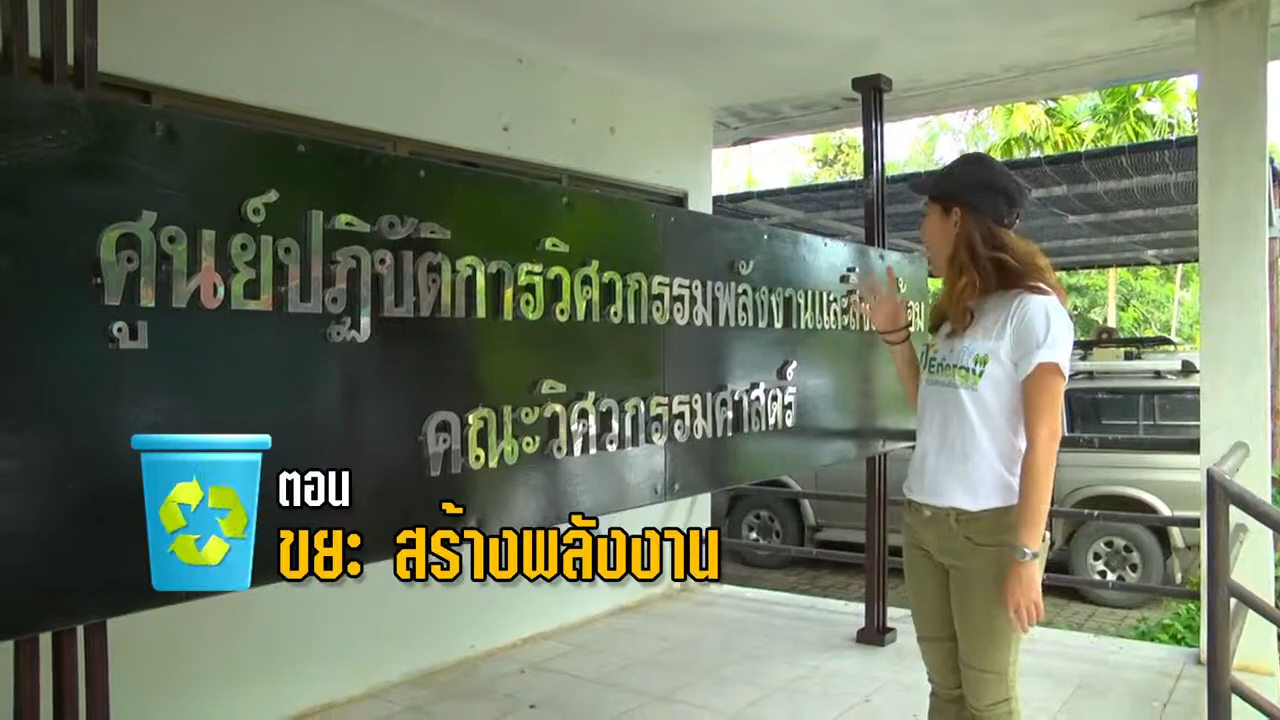 ศูนย์ปฏิบัติการวิศวกรรมพลังงานและสิ่งแวดล้อม
คณะวิศวกรรมศาสตร์
Energy
ตอน
ขยะ สร้างพลังงาน